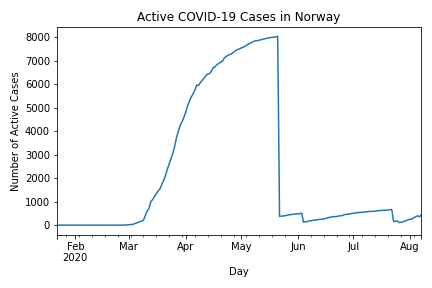 Active COVID-19 Cases in Norway
Number of Active Cases
8000
7000
6000
5000
4000
3000
2000
1000
0
Feb Mar Apr May Jun Jul Aug
2020
Day